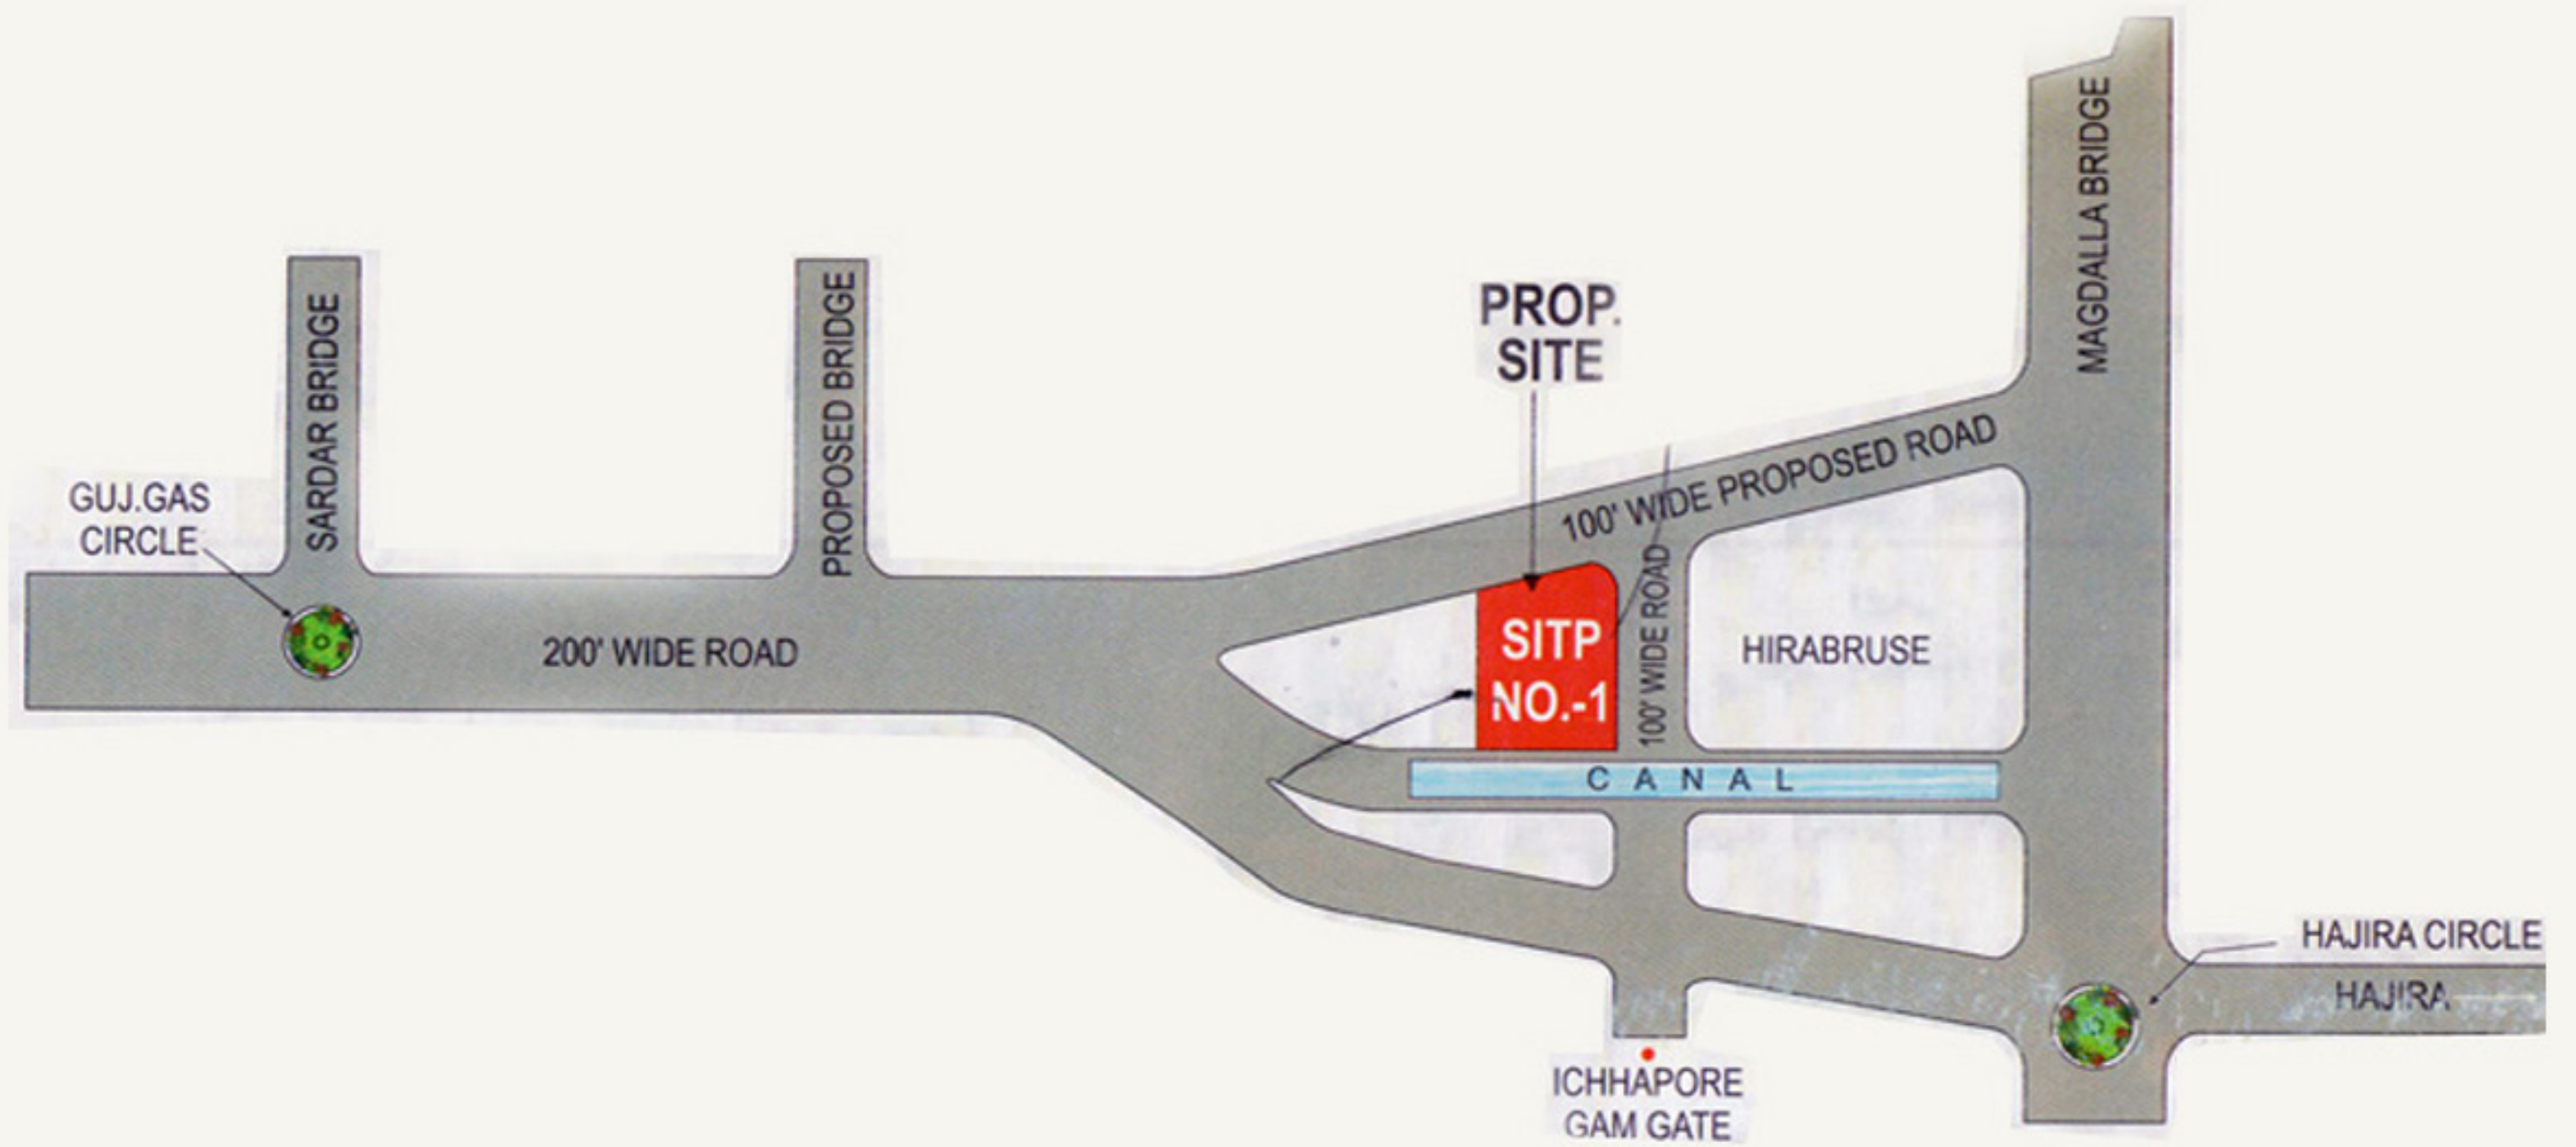 GUJ.GAS
CIRCLE
SARDAR BRIDGE
PROPOSED BRIDGE
200' WIDE ROAD
PROP.
SITE
100' WIDE PROPOSED ROAD
MAGDALLA BRIDGE
SITP
NO.-1
100' WIDE ROAD
HIRABRUSE
CANAL
HAJIRA CIRCLE
HAJIRA
ICHHAPORE
GAM GATE